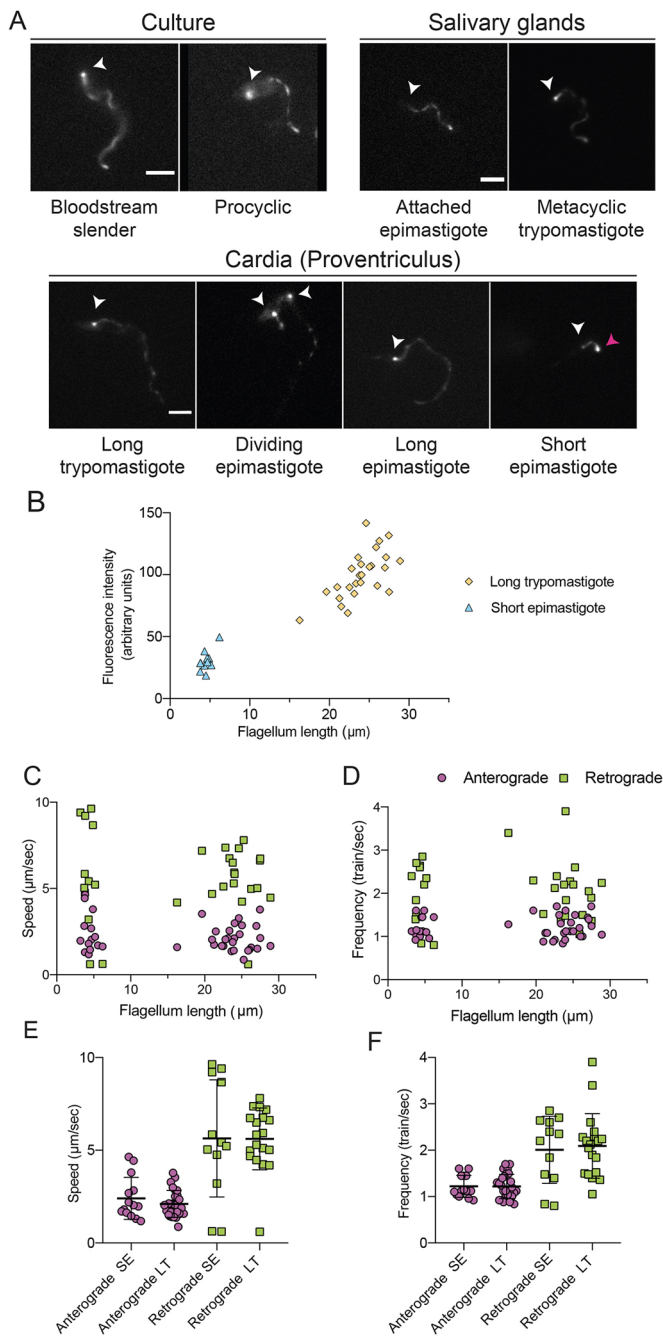 A
Culture
Salivary glands
Bloodstream
slender
Procyclic
Attached
epimastigote
Metacyclic
trypomastigote
Cardia (Proventriculus)
Long
trypomastigote
Dividing
epimastigote
Long
epimastigote
Short
epimastigote
B
Fluorescence intensity
(arbitrary units)
150
100
50
0
0
10
20
30
Flagellum length (μm)
Long trypomastigote
Short epimastigote
C
Speed (μm/sec)
10
5
0
0
10
20
30
Flagellum length (μm)
D
Anterograde
Retrograde
Frequency (train/sec)
4
3
2
1
0
0
10
20
30
Flagellum length (μm)
E
Speed (μm/sec)
10
5
0
Anterograde SE
Anterograde LT
Retrograde SE
Retrograde LT
F
Frequency (train/sec)
4
3
2
1
0
Anterograde SE
Anterograde LT
Retrograde SE
Retrograde LT